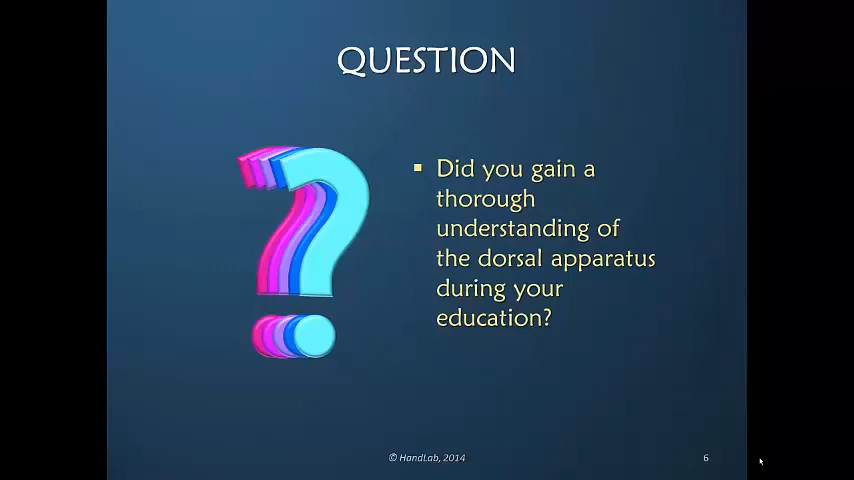 QUESTION
▪ Did you gain a
thorough
understanding of
the dorsal apparatus
during your
education?
© HandLab, 2014
6